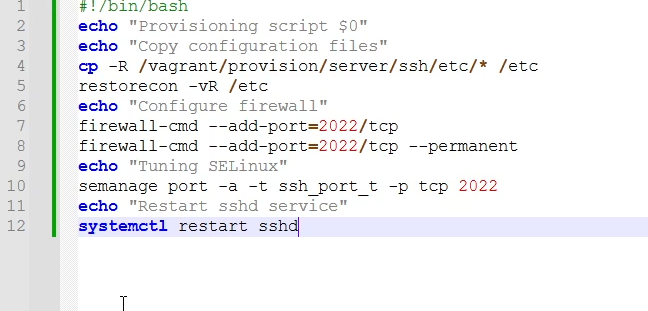 1 #!/bin/bash
2 echo "Provisioning script $0"
3 echo "Copy configuration files"
4 cp -R /vagrant/provision/server/ssh/etc/* /etc
5 restorecon -vR /etc
6 echo "Configure firewall"
7 firewall-cmd --add-port=2022/tcp
8 firewall-cmd --add-port=2022/tcp --permanent
9 echo "Tuning SELinux"
10 semanage port -a -t ssh_port_t -p tcp 2022
11 echo "Restart sshd service"
12 systemctl restart sshd